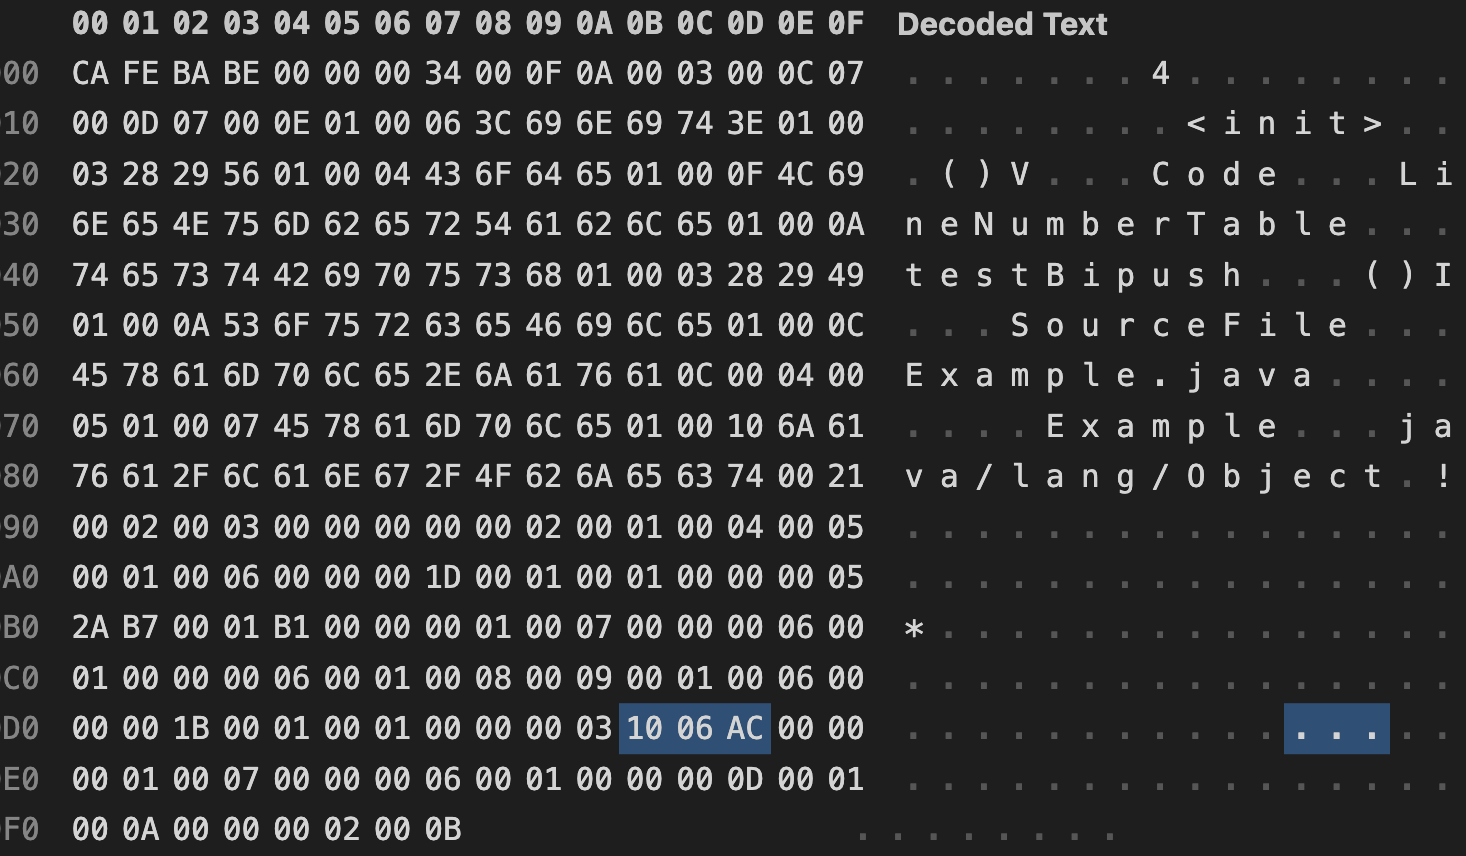 00 01 02 03 04 05 06 07 08 09 0A 0B 0C 0D 0E 0F Decoded Text
00 CA FE BA BE 00 00 00 34 00 0F 0A 00 03 00 0C 07 . . . . . . . 4 . . . . . . . .
10 00 0D 07 00 0E 01 00 06 3C 69 6E 69 74 3E 01 00 . . . . . . . . < i n i t > . .
20 03 28 29 56 01 00 04 43 6F 64 65 01 00 0F 4C 69 . ( ) V . . . C o d e . . . L i
30 6E 65 4E 75 6D 62 65 72 54 61 62 6C 65 01 00 0A n e N u m b e r T a b l e . . .
40 74 65 73 74 42 69 70 75 73 68 01 00 03 28 29 49 t e s t B i p u s h . . . ( ) I
50 01 00 0A 53 6F 75 72 63 65 46 69 6C 65 01 00 0C . . . S o u r c e F i l e . . .
60 45 78 61 6D 70 6C 65 2E 6A 61 76 61 0C 00 04 00 E x a m p l e . j a v a . . . .
70 05 01 00 07 45 78 61 6D 70 6C 65 01 00 10 6A 61 . . . . E x a m p l e . . . j a
80 76 61 2F 6C 61 6E 67 2F 4F 62 6A 65 63 74 00 21 v a / l a n g / O b j e c t . !
90 00 02 00 03 00 00 00 00 00 02 00 01 00 04 00 05 . . . . . . . . . . . . . . . .
A0 00 01 00 06 00 00 00 1D 00 01 00 01 00 00 00 05 . . . . . . . . . . . . . . . .
B0 2A B7 00 01 B1 00 00 00 01 00 07 00 00 00 06 00 * . . . . . . . . . . . . . . .
C0 01 00 00 00 06 00 01 00 08 00 09 00 01 00 06 00 . . . . . . . . . . . . . . . .
D0 00 00 1B 00 01 00 01 00 00 00 03 10 06 AC 00 00 . . . . . . . . . . . . . . . .
E0 00 01 00 07 00 00 00 06 00 01 00 00 00 0D 00 01 . . . . . . . . . . . . . . . .
F0 00 0A 00 00 00 02 00 0B . . . . . . . .